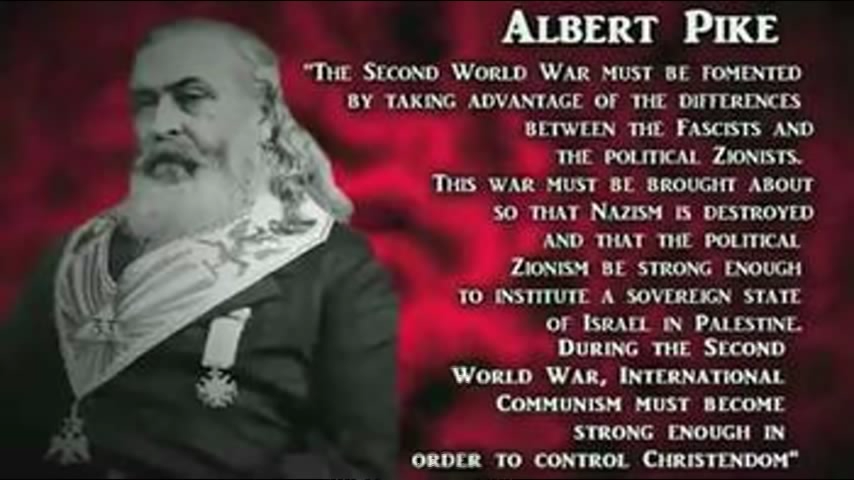 ALBERT PIKE
"THE SECOND WORLD WAR MUST BE FOMENTED
BY TAKING ADVANTAGE OF THE DIFFERENCES
BETWEEN THE FASCISTS AND
THE POLITICAL ZIONISTS.
THIS WAR MUST BE BROUGHT ABOUT
SO THAT NAZISM IS DESTROYED
AND THAT THE POLITICAL
ZIONISM BE STRONG ENOUGH
TO INSTITUTE A SOVEREIGN STATE
OF ISRAEL IN PALESTINE.
DURING THE SECOND
WORLD WAR, INTERNATIONAL
COMMUNISM MUST BECOME
STRONG ENOUGH IN
ORDER TO CONTROL CHRISTENDOM"
33